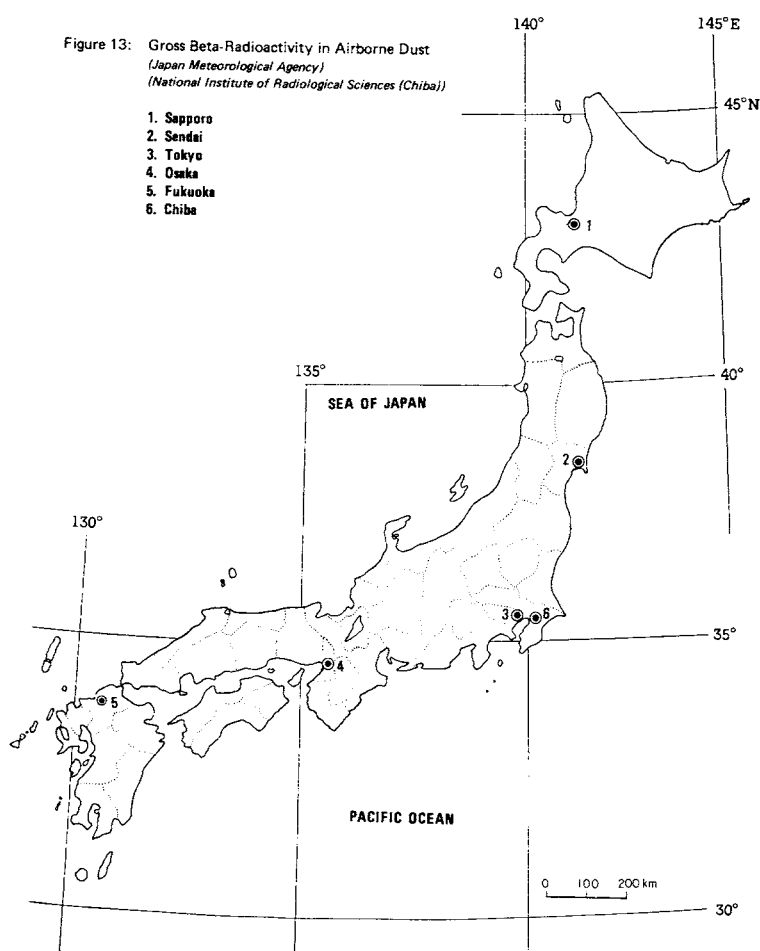 Figure 13: Gross Beta-Radioactivity in Airborne Dust
(Japan Meteorological Agency)
(National Institute of Radiological Sciences (Chiba))
1. Sapporo
2. Sendai
3. Tokyo
4. Osaka
5. Fukuoka
6. Chiba
140°
145°E
45°N
1
135°
40°
SEA OF JAPAN
2
130°
3
6
35°
4
5
PACIFIC OCEAN
0 100 200 km
30°